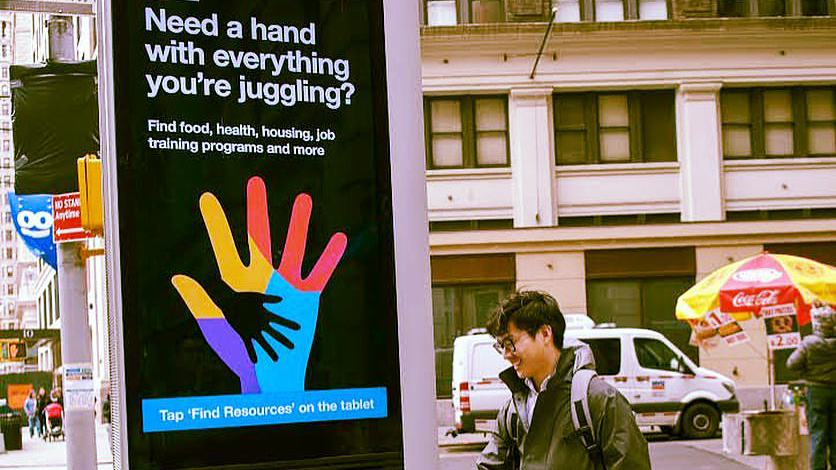 Need a hand
with everything
you're juggling?
Find food, health, housing, job
training programs and more
Tap 'Find Resources' on the tablet
NO STANDING
Anytime
Coca-Cola
$2.00